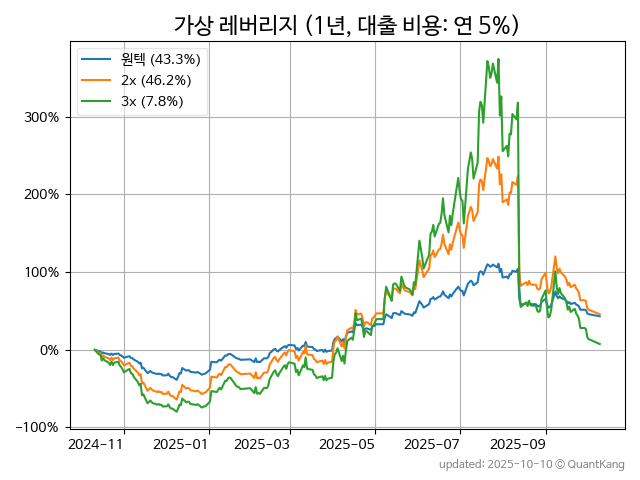 가상 레버리지 (1년, 대출 비용: 연 5%)
원텍 (43.3%)
2x (46.2%)
3x (7.8%)
300%
200%
100%
0%
−100%
2024-11
2025-01
2025-03
2025-05
2025-07
2025-09
updated: 2025-10-10 © QuantKang